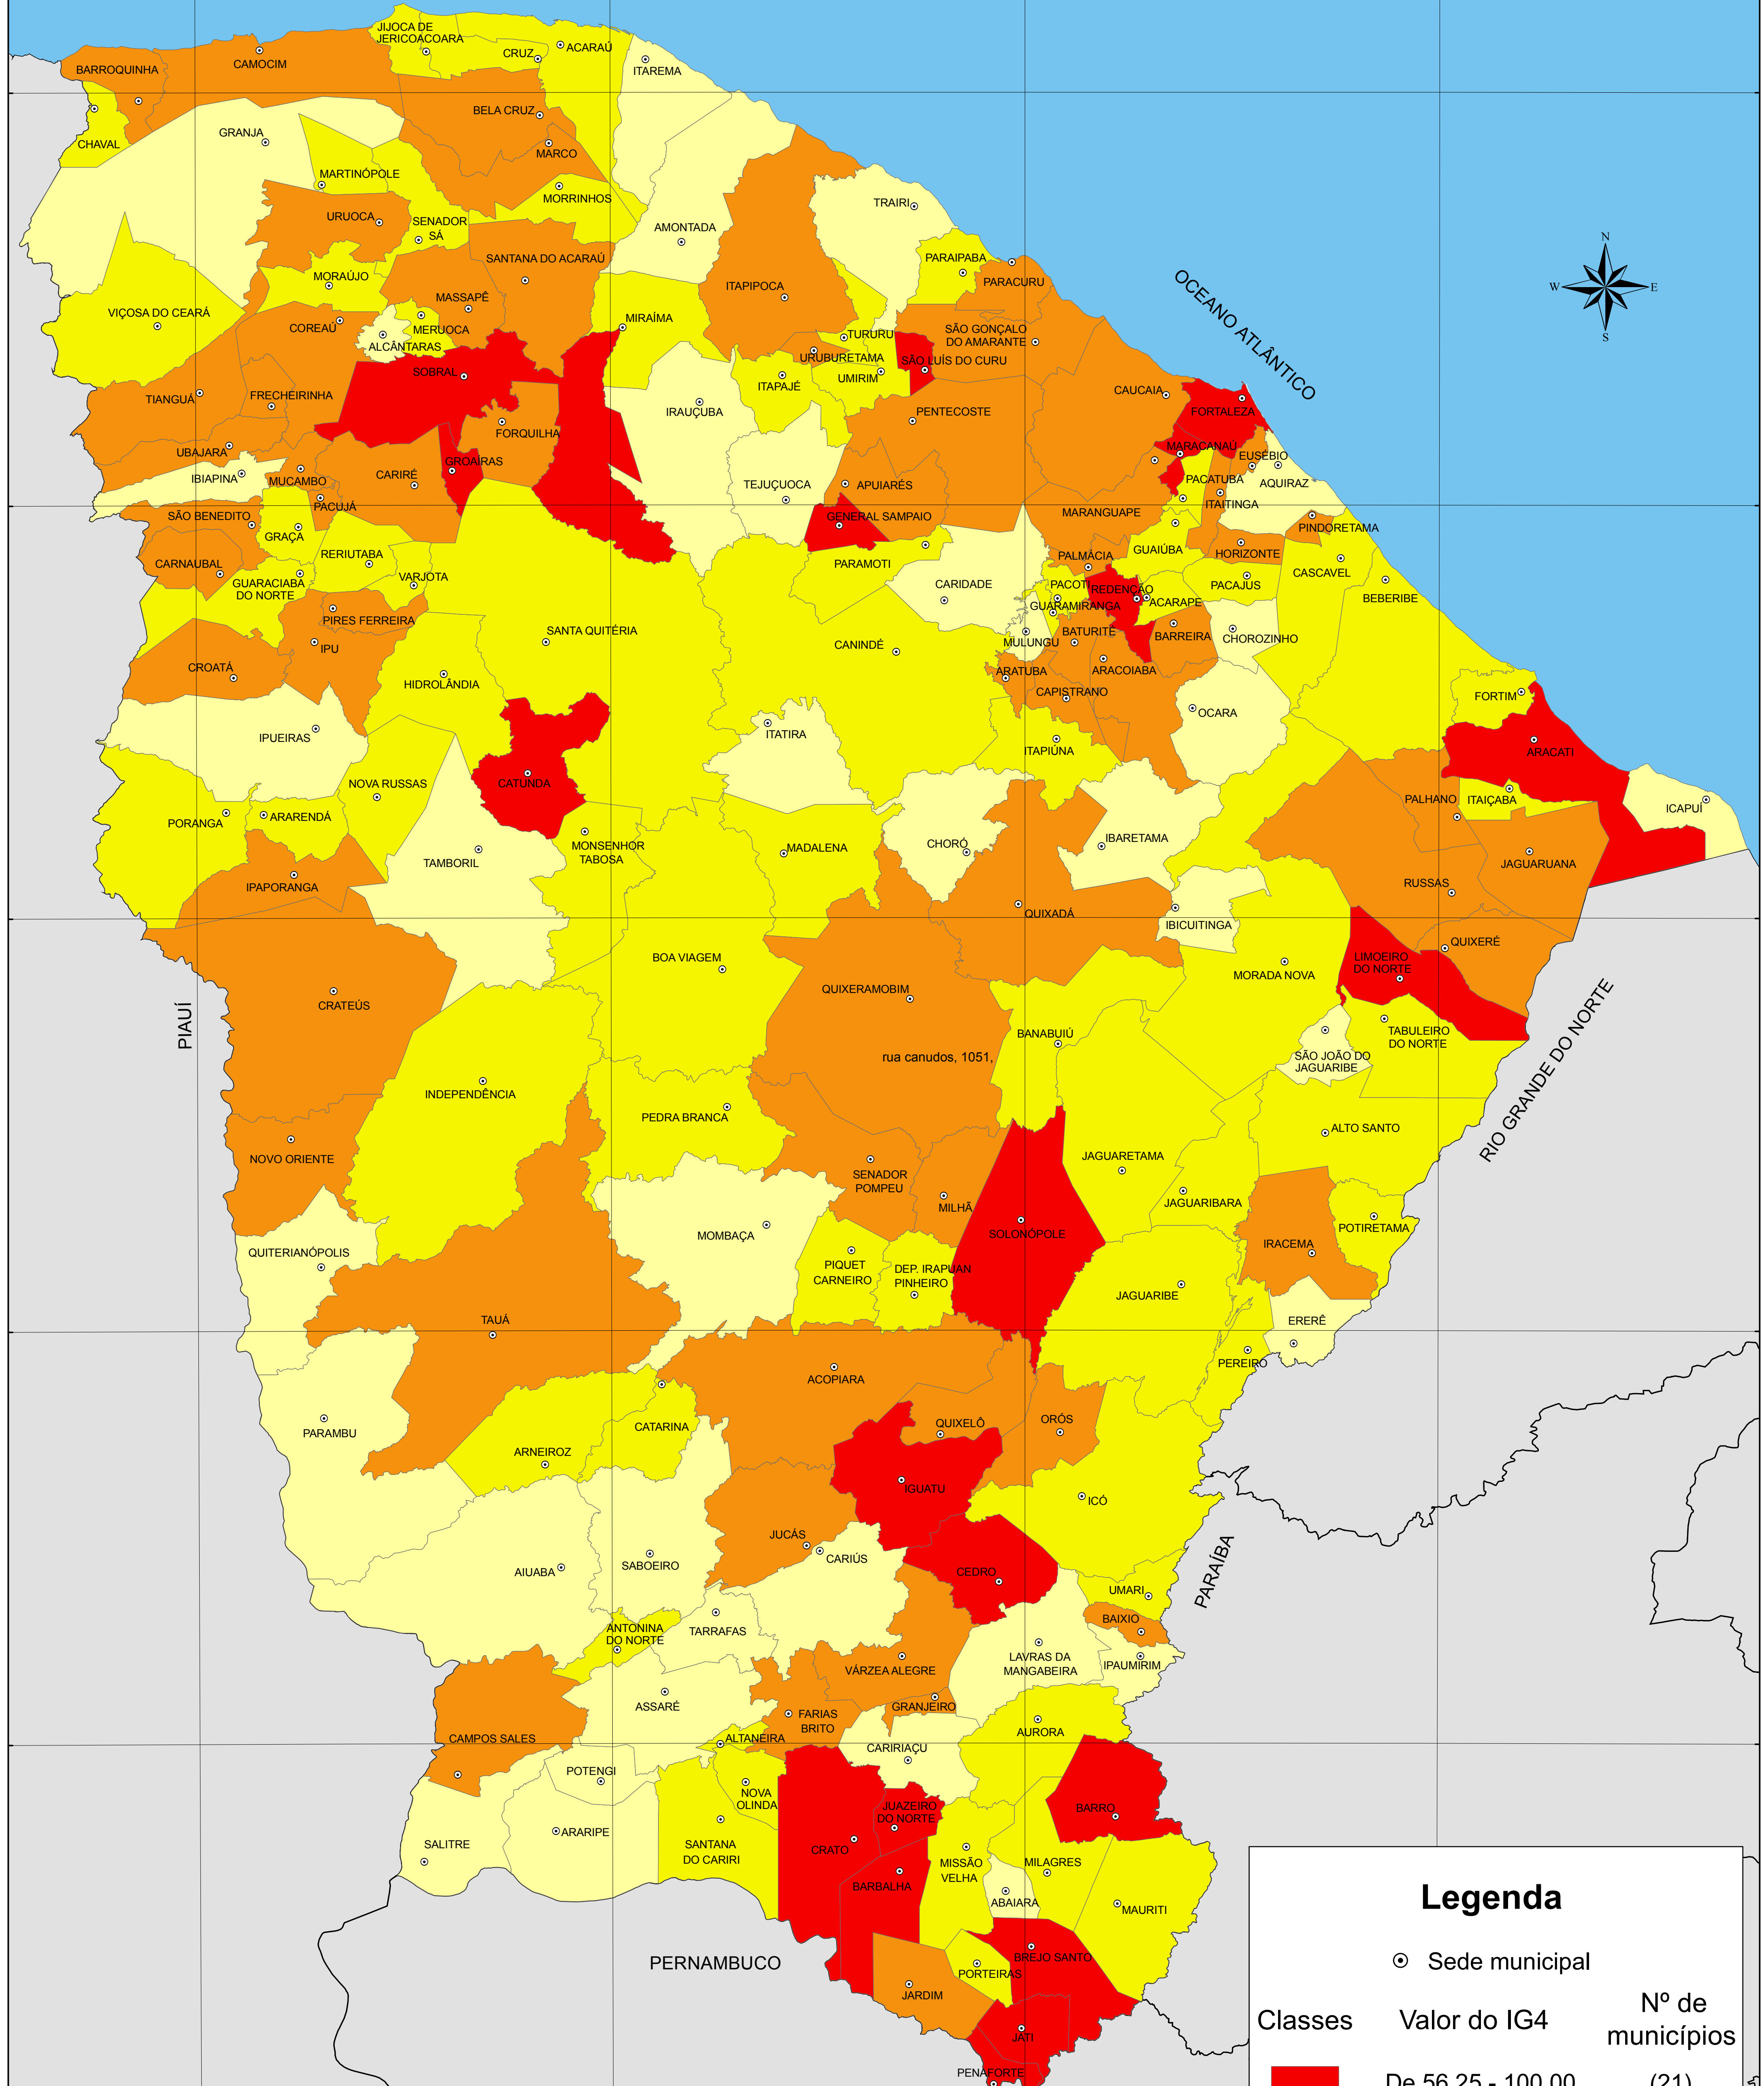 JIJOCA DE
JERICOACOARA
CRUZ
ACARAÚ
ITAREMA
BARROQUINHA
CAMOCIM
CHAVAL
GRANJA
BELA CRUZ
MARCO
MARTINÓPOLE
MORRINHOS
URUOCA
SENADOR
SÁ
AMONTADA
TRAIRI
N
W
E
S
OCEANO ATLÂNTICO
MORAÚJO
SANTANA DO ACARAÚ
ITAPIPOCA
PARAIPABA
PARACURU
VIÇOSA DO CEARÁ
MASSAPÊ
COREAÚ
MERUOCA
ALCÂNTARAS
MIRAÍMA
TURURU
SÃO GONÇALO
DO AMARANTE
URUBURETAMA
SÃO LUÍS DO CURU
UMIRIM
ITAPAJÉ
SOBRAL
TIANGUÁ
FRECHEIRINHA
IRAUÇUBA
PENTECOSTE
CAUCAIA
FORTALEZA
FORQUILHA
UBAJARA
MARACANAÚ
EUSÉBIO
GROAÍRAS
IBIAPINA
MUCAMBO
CARIRÉ
TEJUÇUOCA
APUIARÉS
PACATUBA
AQUIRAZ
PACUJÁ
ITAITINGA
SÃO BENEDITO
GENERAL SAMPAIO
MARANGUAPE
PINDORETAMA
GRAÇA
RERIUTABA
CARNAUBAL
PARAMOTI
PALMÁCIA
GUAIÚBA
HORIZONTE
VARJOTA
GUARACIABA
DO NORTE
CARIDADE
PACOTI
REDENÇÃO
PACAJUS
CASCAVEL
BEBERIBE
GUARAMIRANGA
ACARAPE
PIRES FERREIRA
IPU
SANTA QUITÉRIA
CANINDÉ
MULUNGU
BATURITÉ
BARREIRA
CHOROZINHO
CROATÁ
HIDROLÂNDIA
ARATUBA
ARACOIABA
CAPISTRANO
FORTIM
OCARA
IPUEIRAS
ITATIRA
ITAPIÚNA
ARACATI
NOVA RUSSAS
CATUNDA
PALHANO
ITAIÇABA
ICAPUÍ
PORANGA
ARARENDÁ
MONSENHOR
TABOSA
MADALENA
CHORÓ
IBARETAMA
TAMBORIL
JAGUARUANA
IPAPORANGA
RUSSAS
QUIXADÁ
IBICUITINGA
QUIXERÉ
BOA VIAGEM
LIMOEIRO
DO NORTE
MORADA NOVA
QUIXERAMOBIM
CRATEÚS
PIAUÍ
BANABUIÚ
TABULEIRO
DO NORTE
rua canudos, 1051,
SÃO JOÃO DO
JAGUARIBE
RIO GRANDE DO NORTE
INDEPENDÊNCIA
PEDRA BRANCA
ALTO SANTO
NOVO ORIENTE
JAGUARETAMA
SENADOR
POMPEU
JAGUARIBARA
MILHÃ
POTIRETAMA
MOMBAÇA
SOLONÓPOLE
IRACEMA
QUITERIANÓPOLIS
PIQUET
CARNEIRO
DEP. IRAPUAN
PINHEIRO
JAGUARIBE
TAUÁ
ERERÊ
PEREIRO
ACOPIARA
PARAMBU
CATARINA
QUIXELÔ
ORÓS
ARNEIROZ
IGUATU
ICÓ
JUCÁS
CARIÚS
SABOEIRO
AIUABA
CEDRO
PARAÍBA
UMARI
BAIXIO
ANTONINA
DO NORTE
TARRAFAS
LAVRAS DA
MANGABEIRA
IPAUMIRIM
VÁRZEA ALEGRE
ASSARÉ
GRANJEIRO
FARIAS
BRITO
AURORA
CAMPOS SALES
ALTANEIRA
CARIRIAÇU
POTENGI
NOVA
OLINDA
JUAZEIRO
DO NORTE
BARRO
ARARIPE
SALITRE
SANTANA
DO CARIRI
CRATO
MISSÃO
VELHA
MILAGRES
BARBALHA
ABAIARA
MAURITI
PERNAMBUCO
BREJO SANTO
PORTEIRAS
JARDIM
JATI
PENAFORTE
Legenda
Sede municipal
Classes Valor do IG4 Nº de
municípios
De 56,25 - 100,00 (21)